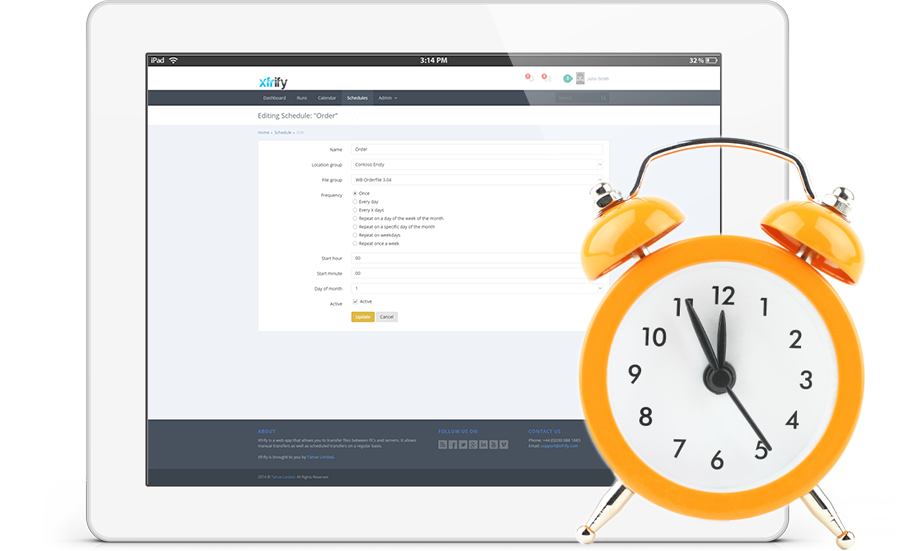 iPad 3:14 PM 32 %
xfrify
John Smith
Dashboard Runs Calendar Schedules Admin
Search
Editing Schedule: "Order"
Home » Schedule » Edit
Name Order
Location group Contoso Enoty
File group WB Orderfile 3.04
Frequency Once
Every day
Every X days
Repeat on a day of the week of the month
Repeat on a specific day of the month
Repeat on weekdays
Repeat once a week
Start hour 00
Start minute 00
Day of month 1
Active Active
Update Cancel
ABOUT FOLLOW US ON CONTACT US
Xfrify is a web app that allows you to transfer files between PCs and servers. It allows
manual transfers as well as scheduled transfers on a regular basis.
Xfrify is brought to you by Tanve Limited.
Phone: +44 (0)230 088 1683
Email: support@xfrify.com
2014 © Tanve Limited. All Rights Reserved.
12
11 1
10 2
9 3
8 4
7 5
6